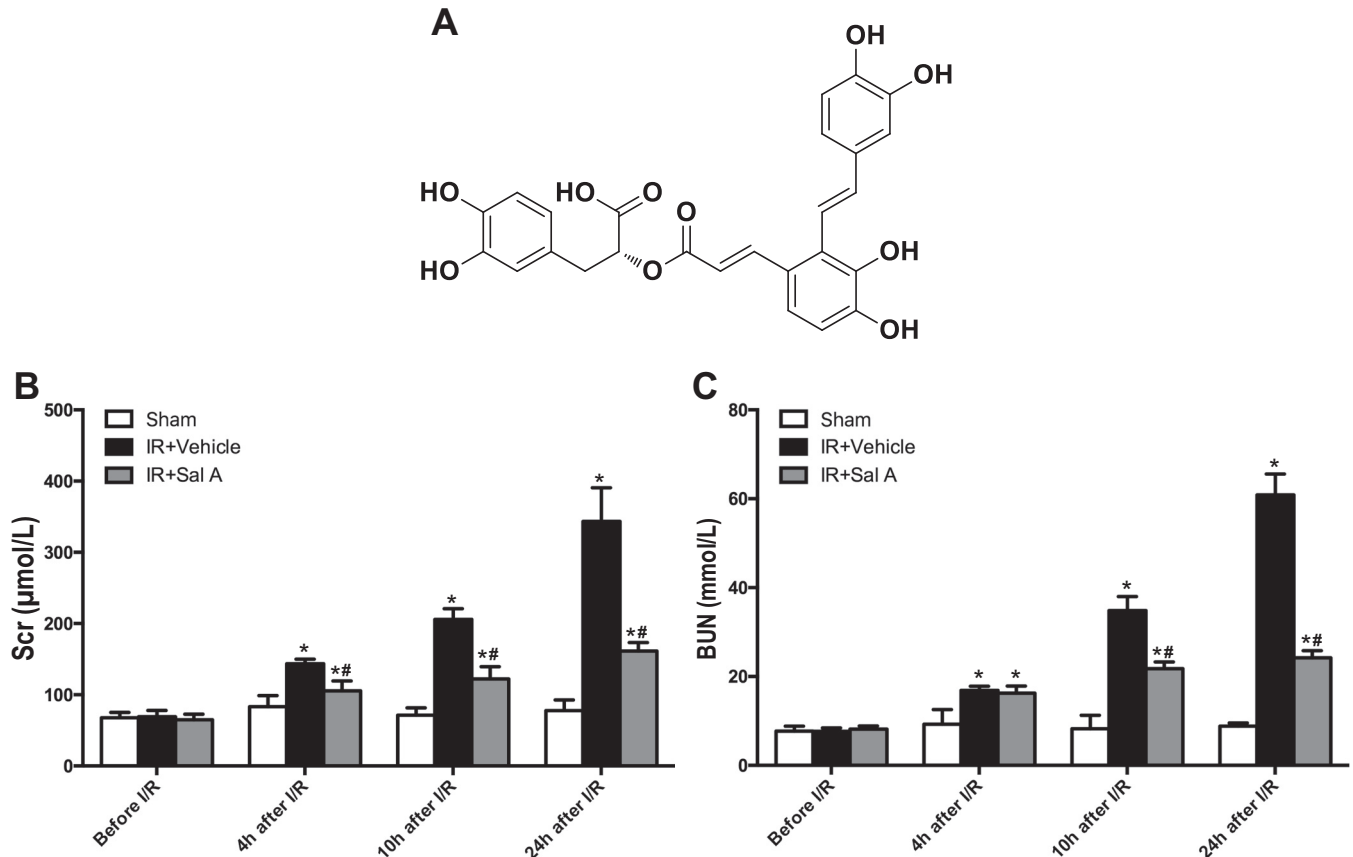 A
OH
OH
HO
HO
O
O
OH
HO
O
OH
B
C
500
400
300
200
100
0
Scr (μmol/L)
Sham
IR+Vehicle
IR+Sal A
*
*#
*
*#
*
*#
Before I/R
4h after I/R
10h after I/R
24h after I/R
80
60
40
20
0
BUN (mmol/L)
Sham
IR+Vehicle
IR+Sal A
*
*
*
*#
*
*#
Before I/R
4h after I/R
10h after I/R
24h after I/R